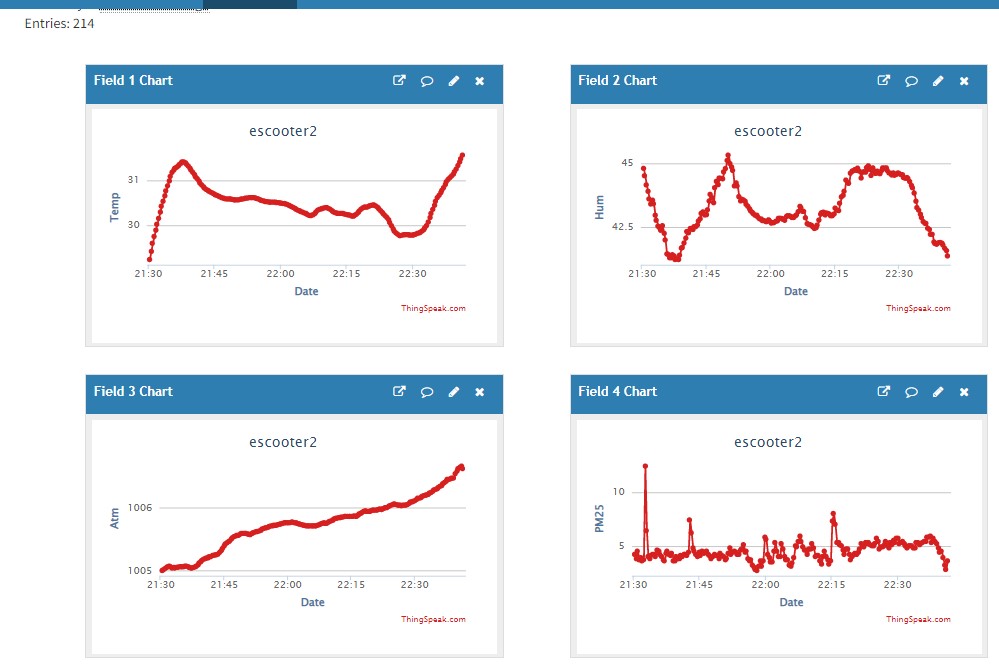 Entries: 214
Field 1 Chart
escooter2
Temp
31
30
21:30 21:45 22:00 22:15 22:30
Date
ThingSpeak.com
Field 2 Chart
escooter2
Hum
45
42.5
21:30 21:45 22:00 22:15 22:30
Date
ThingSpeak.com
Field 3 Chart
escooter2
Atm
1006
1005
21:30 21:45 22:00 22:15 22:30
Date
ThingSpeak.com
Field 4 Chart
escooter2
PM25
10
5
21:30 21:45 22:00 22:15 22:30
Date
ThingSpeak.com